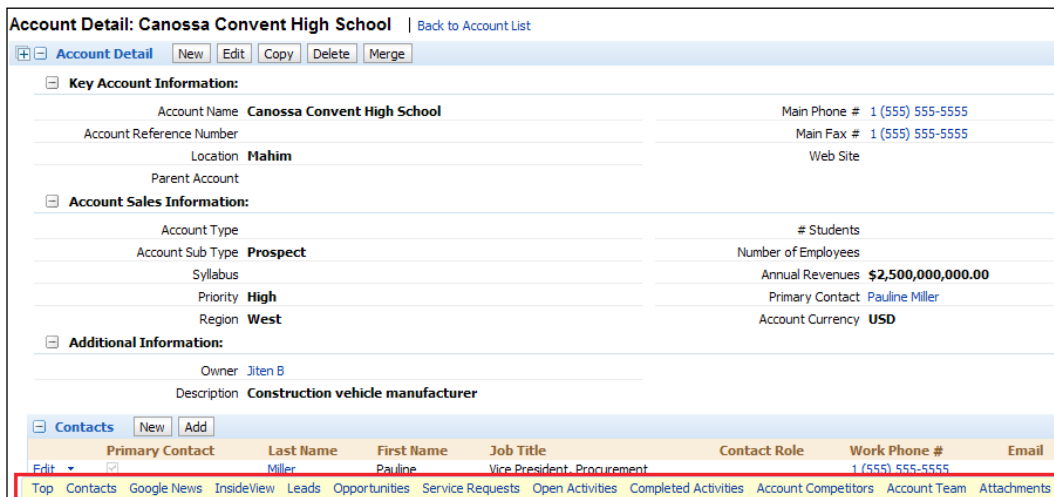 Account Detail: Canossa Convent High School | Back to Account List
Account Detail New Edit Copy Delete Merge
Key Account Information:
Account Name Canossa Convent High School Main Phone # 1 (555) 555-5555
Account Reference Number Main Fax # 1 (555) 555-5555
Location Mahim Web Site
Parent Account
Account Sales Information:
Account Type # Students
Account Sub Type Prospect Number of Employees
Syllabus Annual Revenues $2,500,000,000.00
Priority High Primary Contact Pauline Miller
Region West Account Currency USD
Additional Information:
Owner Jiten B
Description Construction vehicle manufacturer
Contacts New Add
Primary Contact Last Name First Name Job Title Contact Role Work Phone # Email
Edit Miller Pauline Vice President, Procurement 1 (555) 555-5555
Top Contacts Google News InsideView Leads Opportunities Service Requests Open Activities Completed Activities Account Competitors Account Team Attachments